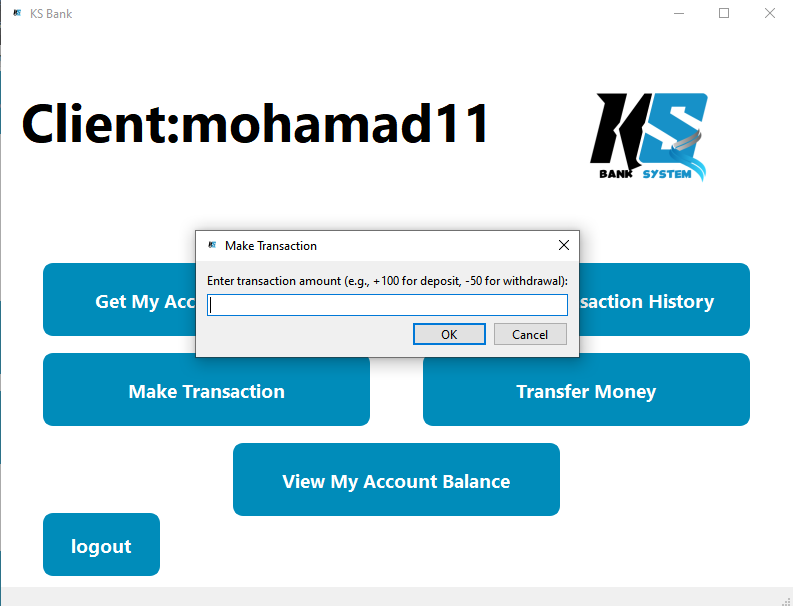 KS Bank
Client:mohamad11
KS
BANK SYSTEM
Make Transaction
Enter transaction amount (e.g., +100 for deposit, -50 for withdrawal):
OK
Cancel
Get My Acc
saction History
Make Transaction
Transfer Money
View My Account Balance
logout